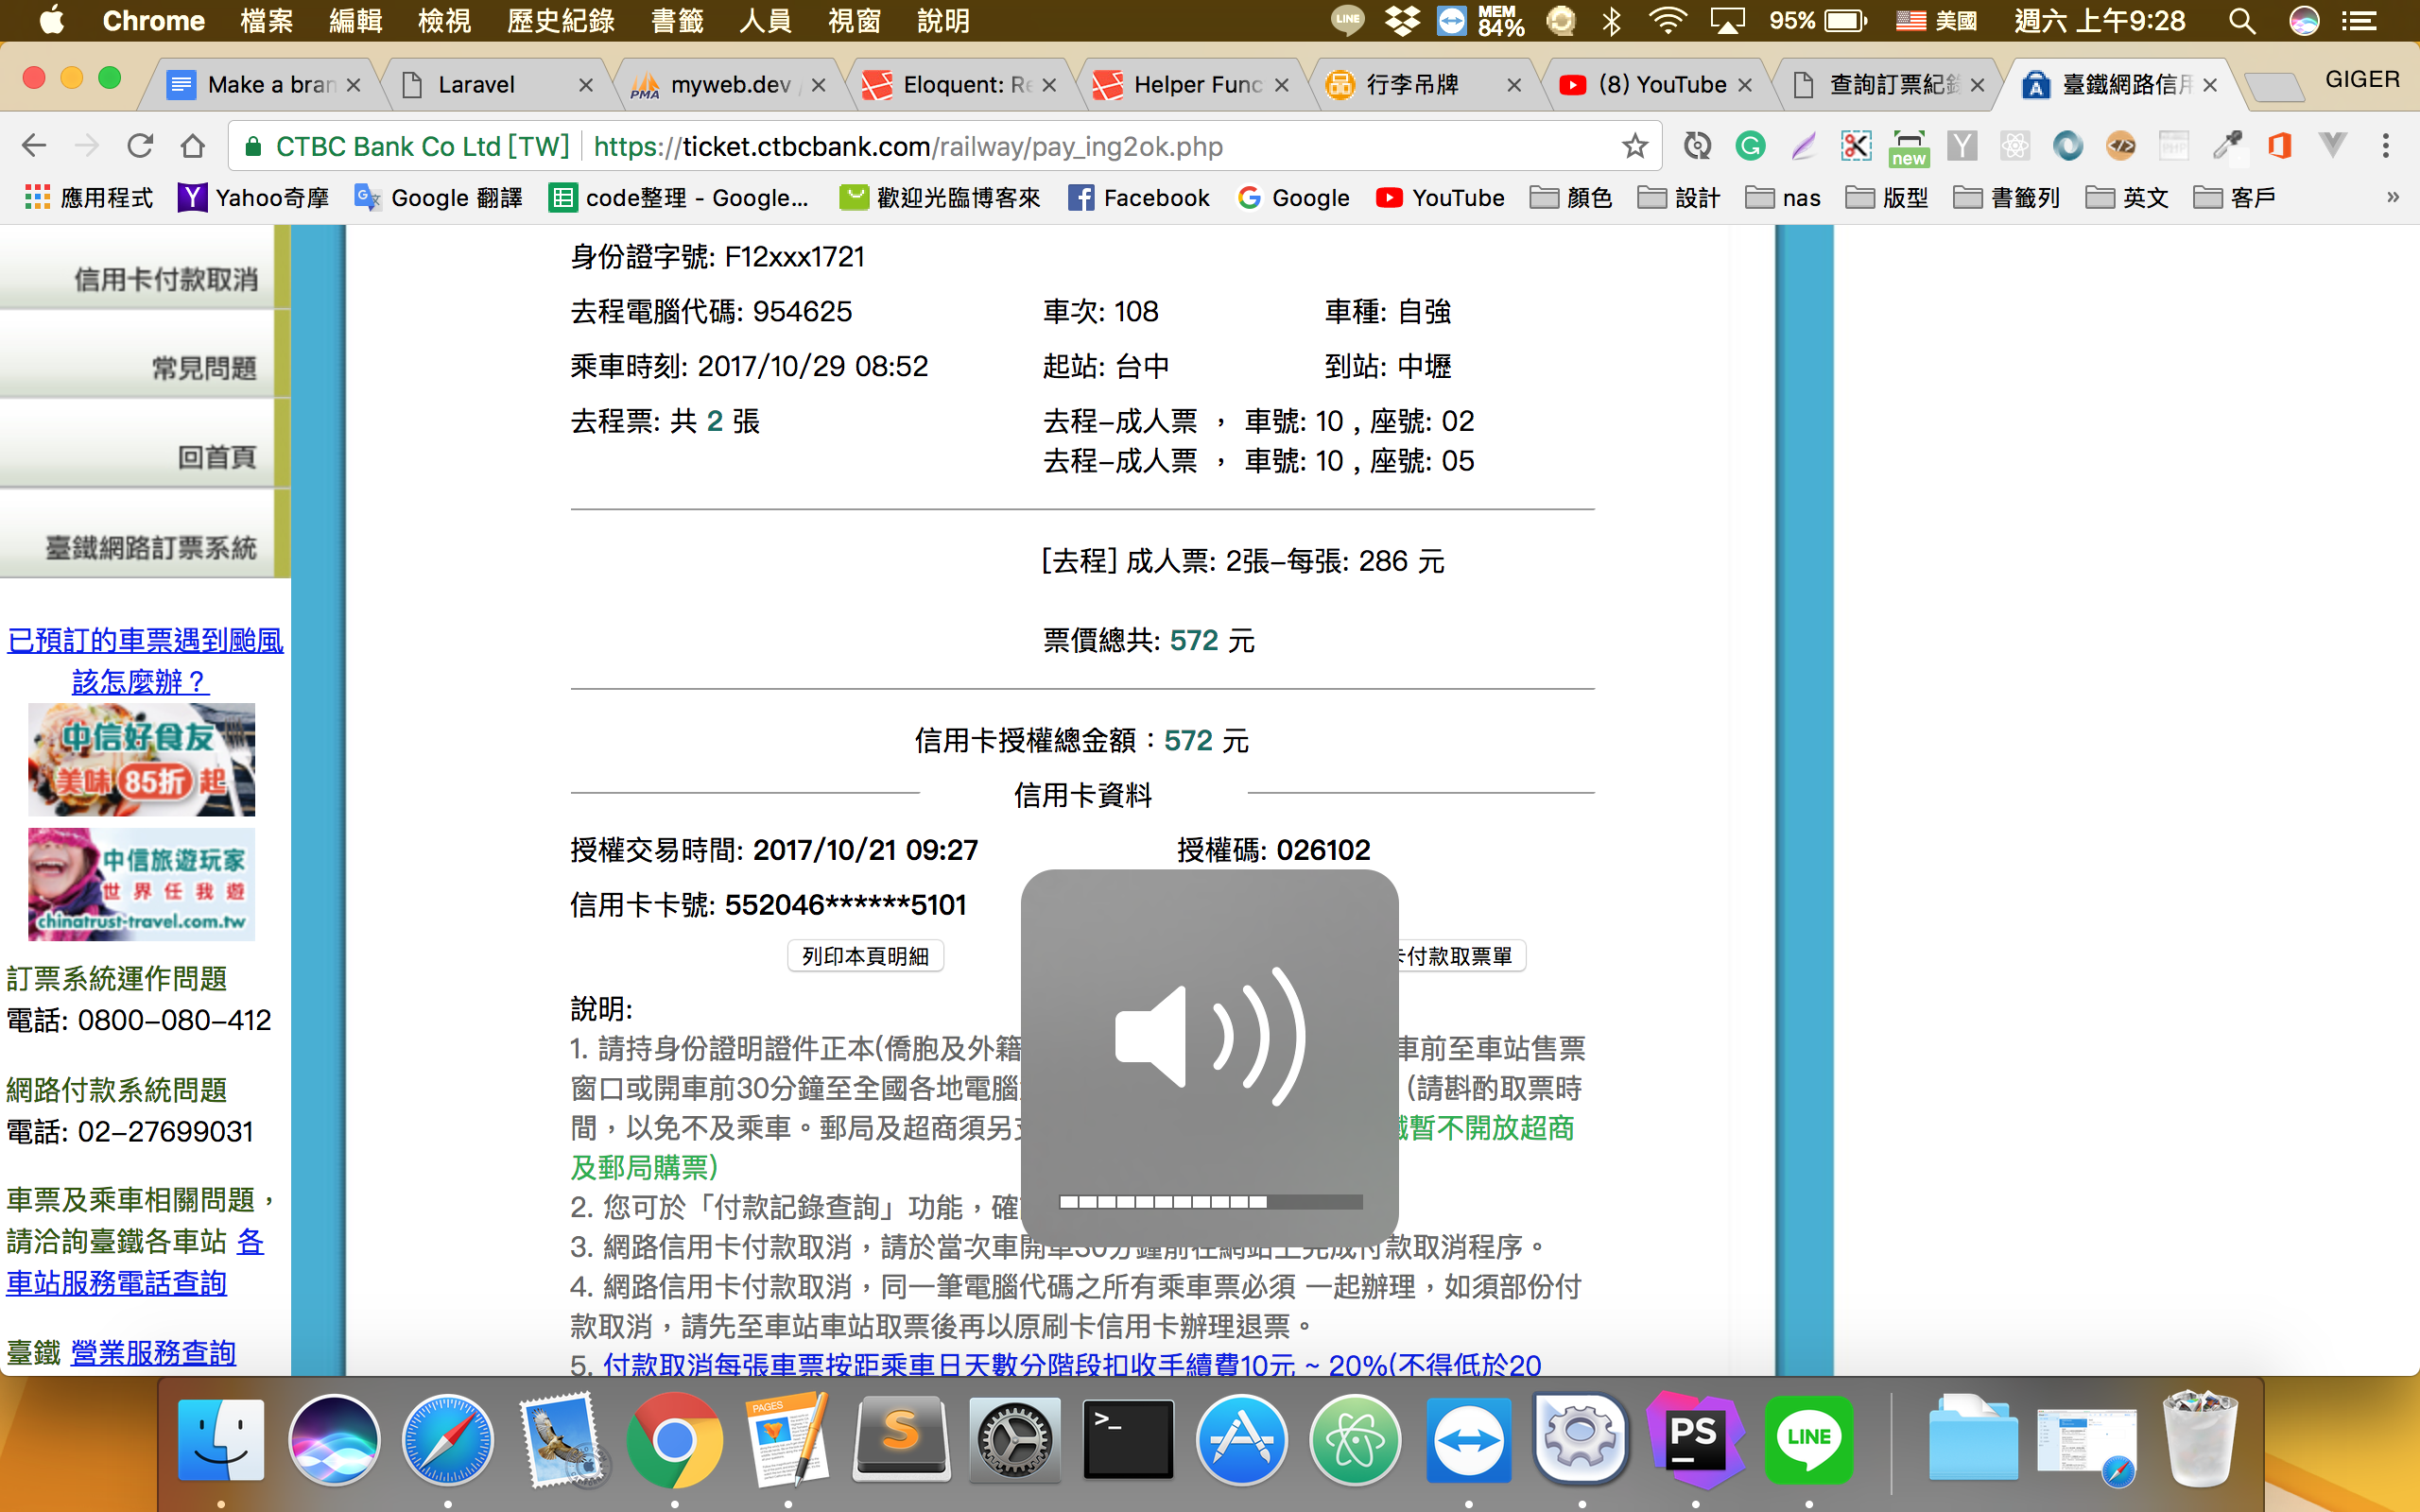 Chrome 檔案 編輯 檢視 歷史紀錄 書籤 人員 視窗 說明 LINE MEM 84% 95% 美國 週六 上午9:28
Make a bran Laravel PMA myweb.dev Eloquent: Re Helper Func 行李吊牌 (8) YouTube 查詢訂票紀錄 臺鐵網路信用 GIGER
CTBC Bank Co Ltd [TW] https://ticket.ctbcbank.com/railway/pay_ing2ok.php new
應用程式 Yahoo奇摩 Google 翻譯 code整理 - Google... 歡迎光臨博客來 Facebook Google YouTube 顏色 設計 nas 版型 書籤列 英文 客戶 »
信用卡付款取消
常見問題
回首頁
臺鐵網路訂票系統
已預訂的車票遇到颱風
該怎麼辦？
中信好食友
美味 85折 起
中信旅遊玩家
世界任我遊
chinatrust-travel.com.tw
訂票系統運作問題
電話: 0800-080-412
網路付款系統問題
電話: 02-27699031
車票及乘車相關問題，
請洽詢臺鐵各車站 各
車站服務電話查詢
臺鐵 營業服務查詢
身份證字號: F12xxx1721
去程電腦代碼: 954625 車次: 108 車種: 自強
乘車時刻: 2017/10/29 08:52 起站: 台中 到站: 中壢
去程票: 共 2 張 去程-成人票 ， 車號: 10 , 座號: 02
去程-成人票 ， 車號: 10 , 座號: 05
[去程] 成人票: 2張-每張: 286 元
票價總共: 572 元
信用卡授權總金額：572 元
信用卡資料
授權交易時間: 2017/10/21 09:27 授權碼: 026102
信用卡卡號: 552046******5101
列印本頁明細 付款取票單
說明:
1. 請持身份證明證件正本(僑胞及外籍 車前至車站售票
窗口或開車前30分鐘至全國各地電腦 (請斟酌取票時
間，以免不及乘車。郵局及超商須另 暫不開放超商
及郵局購票)
2. 您可於「付款記錄查詢」功能，確
3. 網路信用卡付款取消，請於當次車開車30分鐘前在網站上完成付款取消程序。
4. 網路信用卡付款取消，同一筆電腦代碼之所有乘車票必須 一起辦理，如須部份付
款取消，請先至車站車站取票後再以原刷卡信用卡辦理退票。
5. 付款取消每張車票按距乘車日天數分階段扣收手續費10元 ~ 20%(不得低於20
PAGES S >_ PS LINE